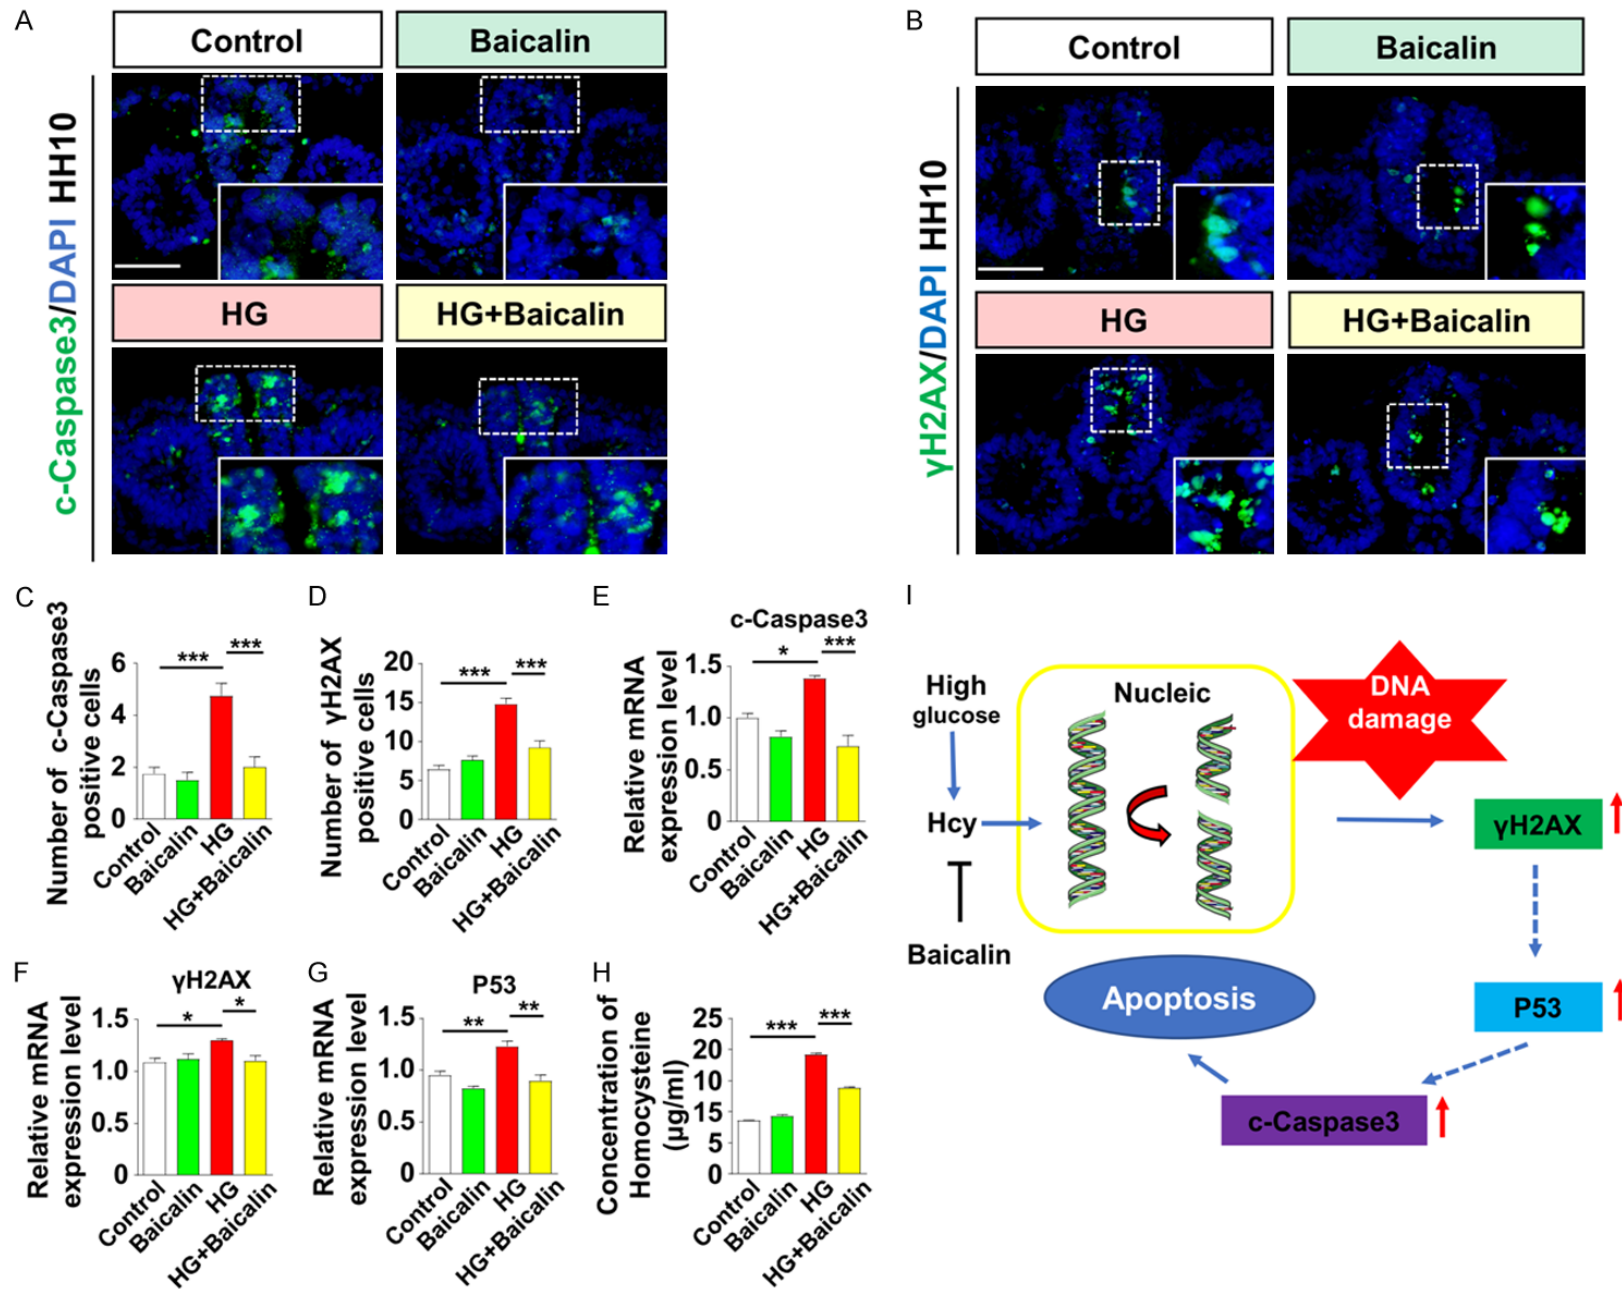 A
Control
Baicalin
c-Caspase3/DAPI HH10
HG
HG+Baicalin
B
Control
Baicalin
γH2AX/DAPI HH10
HG
HG+Baicalin
C
Number of c-Caspase3
positive cells
6
4
2
0
***
***
Control
Baicalin
HG
HG+Baicalin
D
Number of γH2AX
positive cells
20
15
10
5
0
***
***
Control
Baicalin
HG
HG+Baicalin
E
c-Caspase3
Relative mRNA
expression level
1.5
1.0
0.5
0
*
***
Control
Baicalin
HG
HG+Baicalin
F
γH2AX
Relative mRNA
expression level
1.5
1.0
0.5
0
*
*
Control
Baicalin
HG
HG+Baicalin
G
P53
Relative mRNA
expression level
1.5
1.0
0.5
0
**
**
Control
Baicalin
HG
HG+Baicalin
H
Concentration of
Homocysteine
(μg/ml)
25
20
10
15
5
0
***
***
Control
Baicalin
HG
HG+Baicalin
I
High
glucose
Hcy
Baicalin
Nucleic
DNA
damage
γH2AX
P53
c-Caspase3
Apoptosis